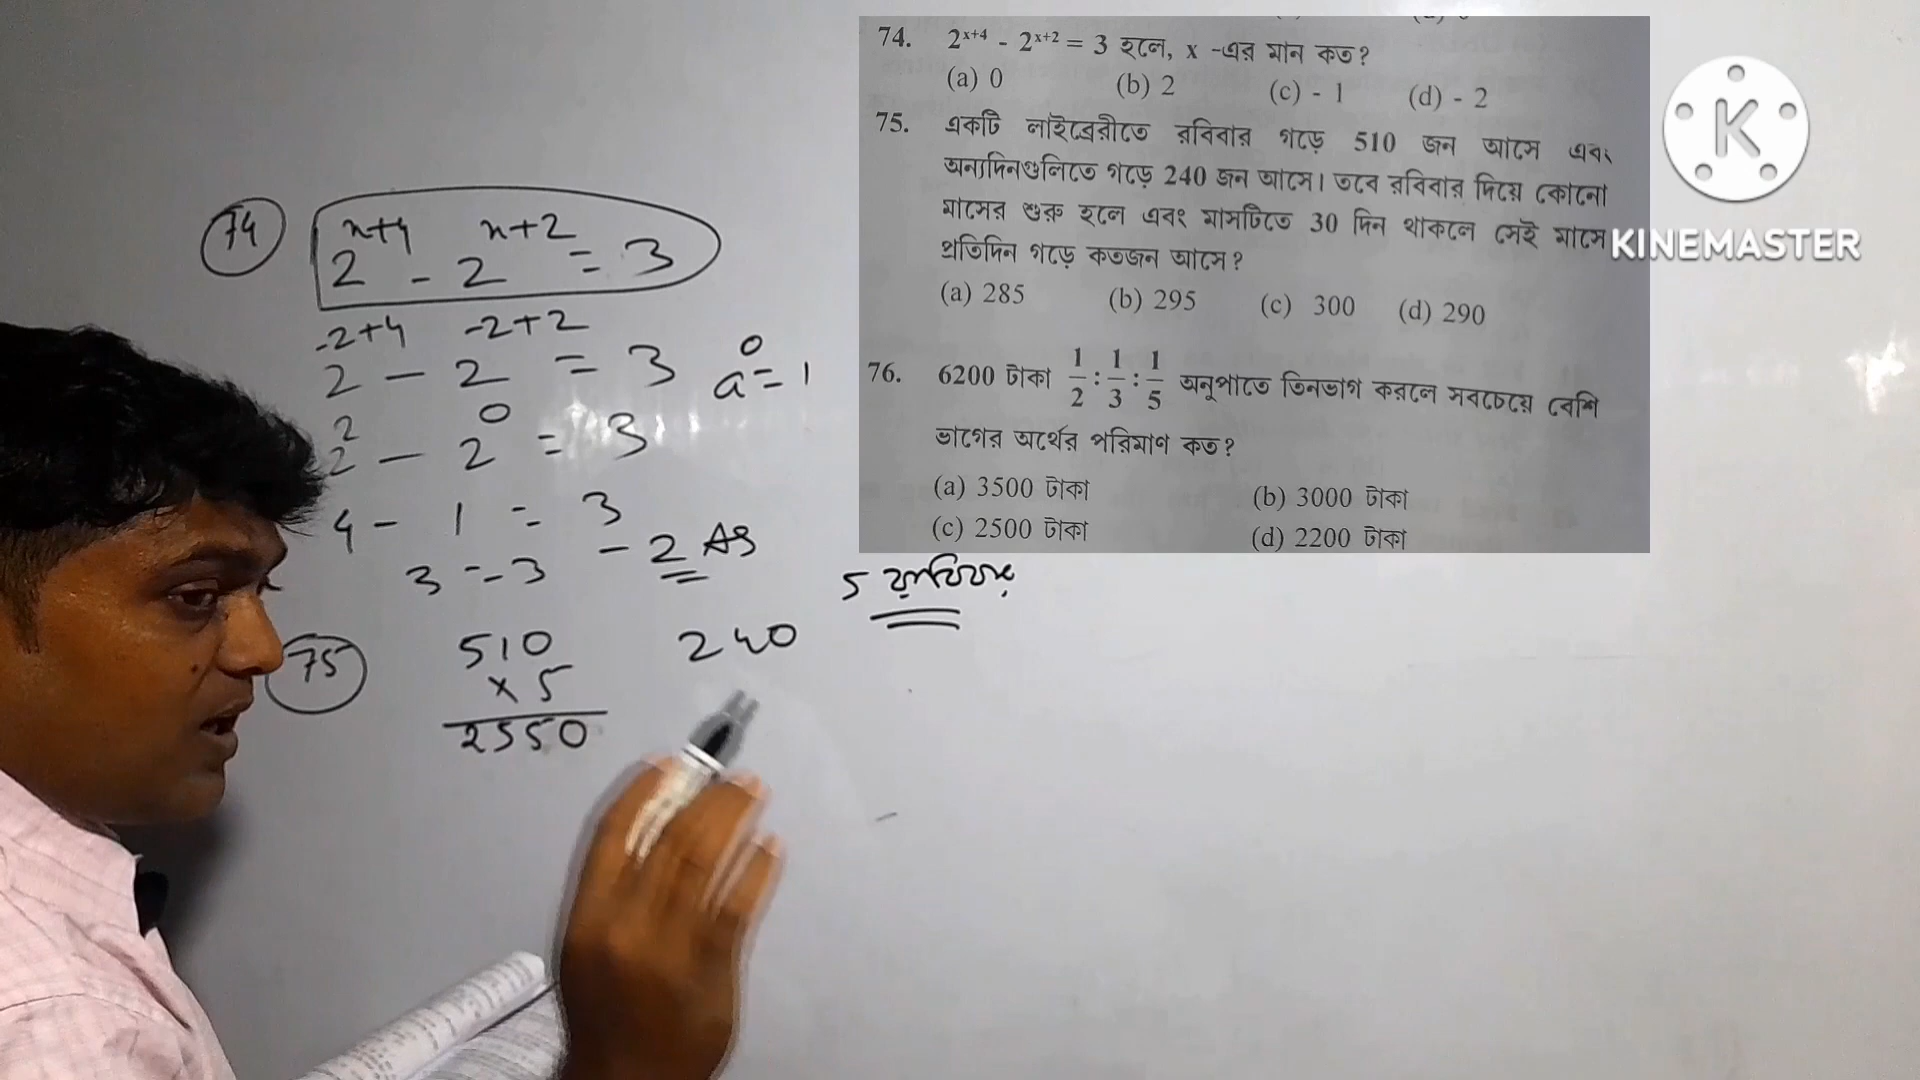 74. 2^{x+4} - 2^{x+2} = 3 হলে, x -এর মান কত?
(a) 0 (b) 2 (c) - 1 (d) - 2
75. একটি লাইব্রেরীতে রবিবার গড়ে 510 জন আসে এবং
অন্যদিনগুলিতে গড়ে 240 জন আসে। তবে রবিবার দিয়ে কোনো
মাসের শুরু হলে এবং মাসটিতে 30 দিন থাকলে সেই মাসে
প্রতিদিন গড়ে কতজন আসে?
(a) 285 (b) 295 (c) 300 (d) 290
76. 6200 টাকা 1/2 : 1/3 : 1/5 অনুপাতে তিনভাগ করলে সবচেয়ে বেশি
ভাগের অর্থের পরিমাণ কত?
(a) 3500 টাকা (b) 3000 টাকা
(c) 2500 টাকা (d) 2200 টাকা
K
KINEMASTER
74 2^{x+4} - 2^{x+2} = 3
2^{-2+4} - 2^{-2+2} = 3 a^0 = 1
2^2 - 2^0 = 3
4 - 1 = 3
3 = 3 - 2 As
5 রবিবার
75 510 240
× 5
2550